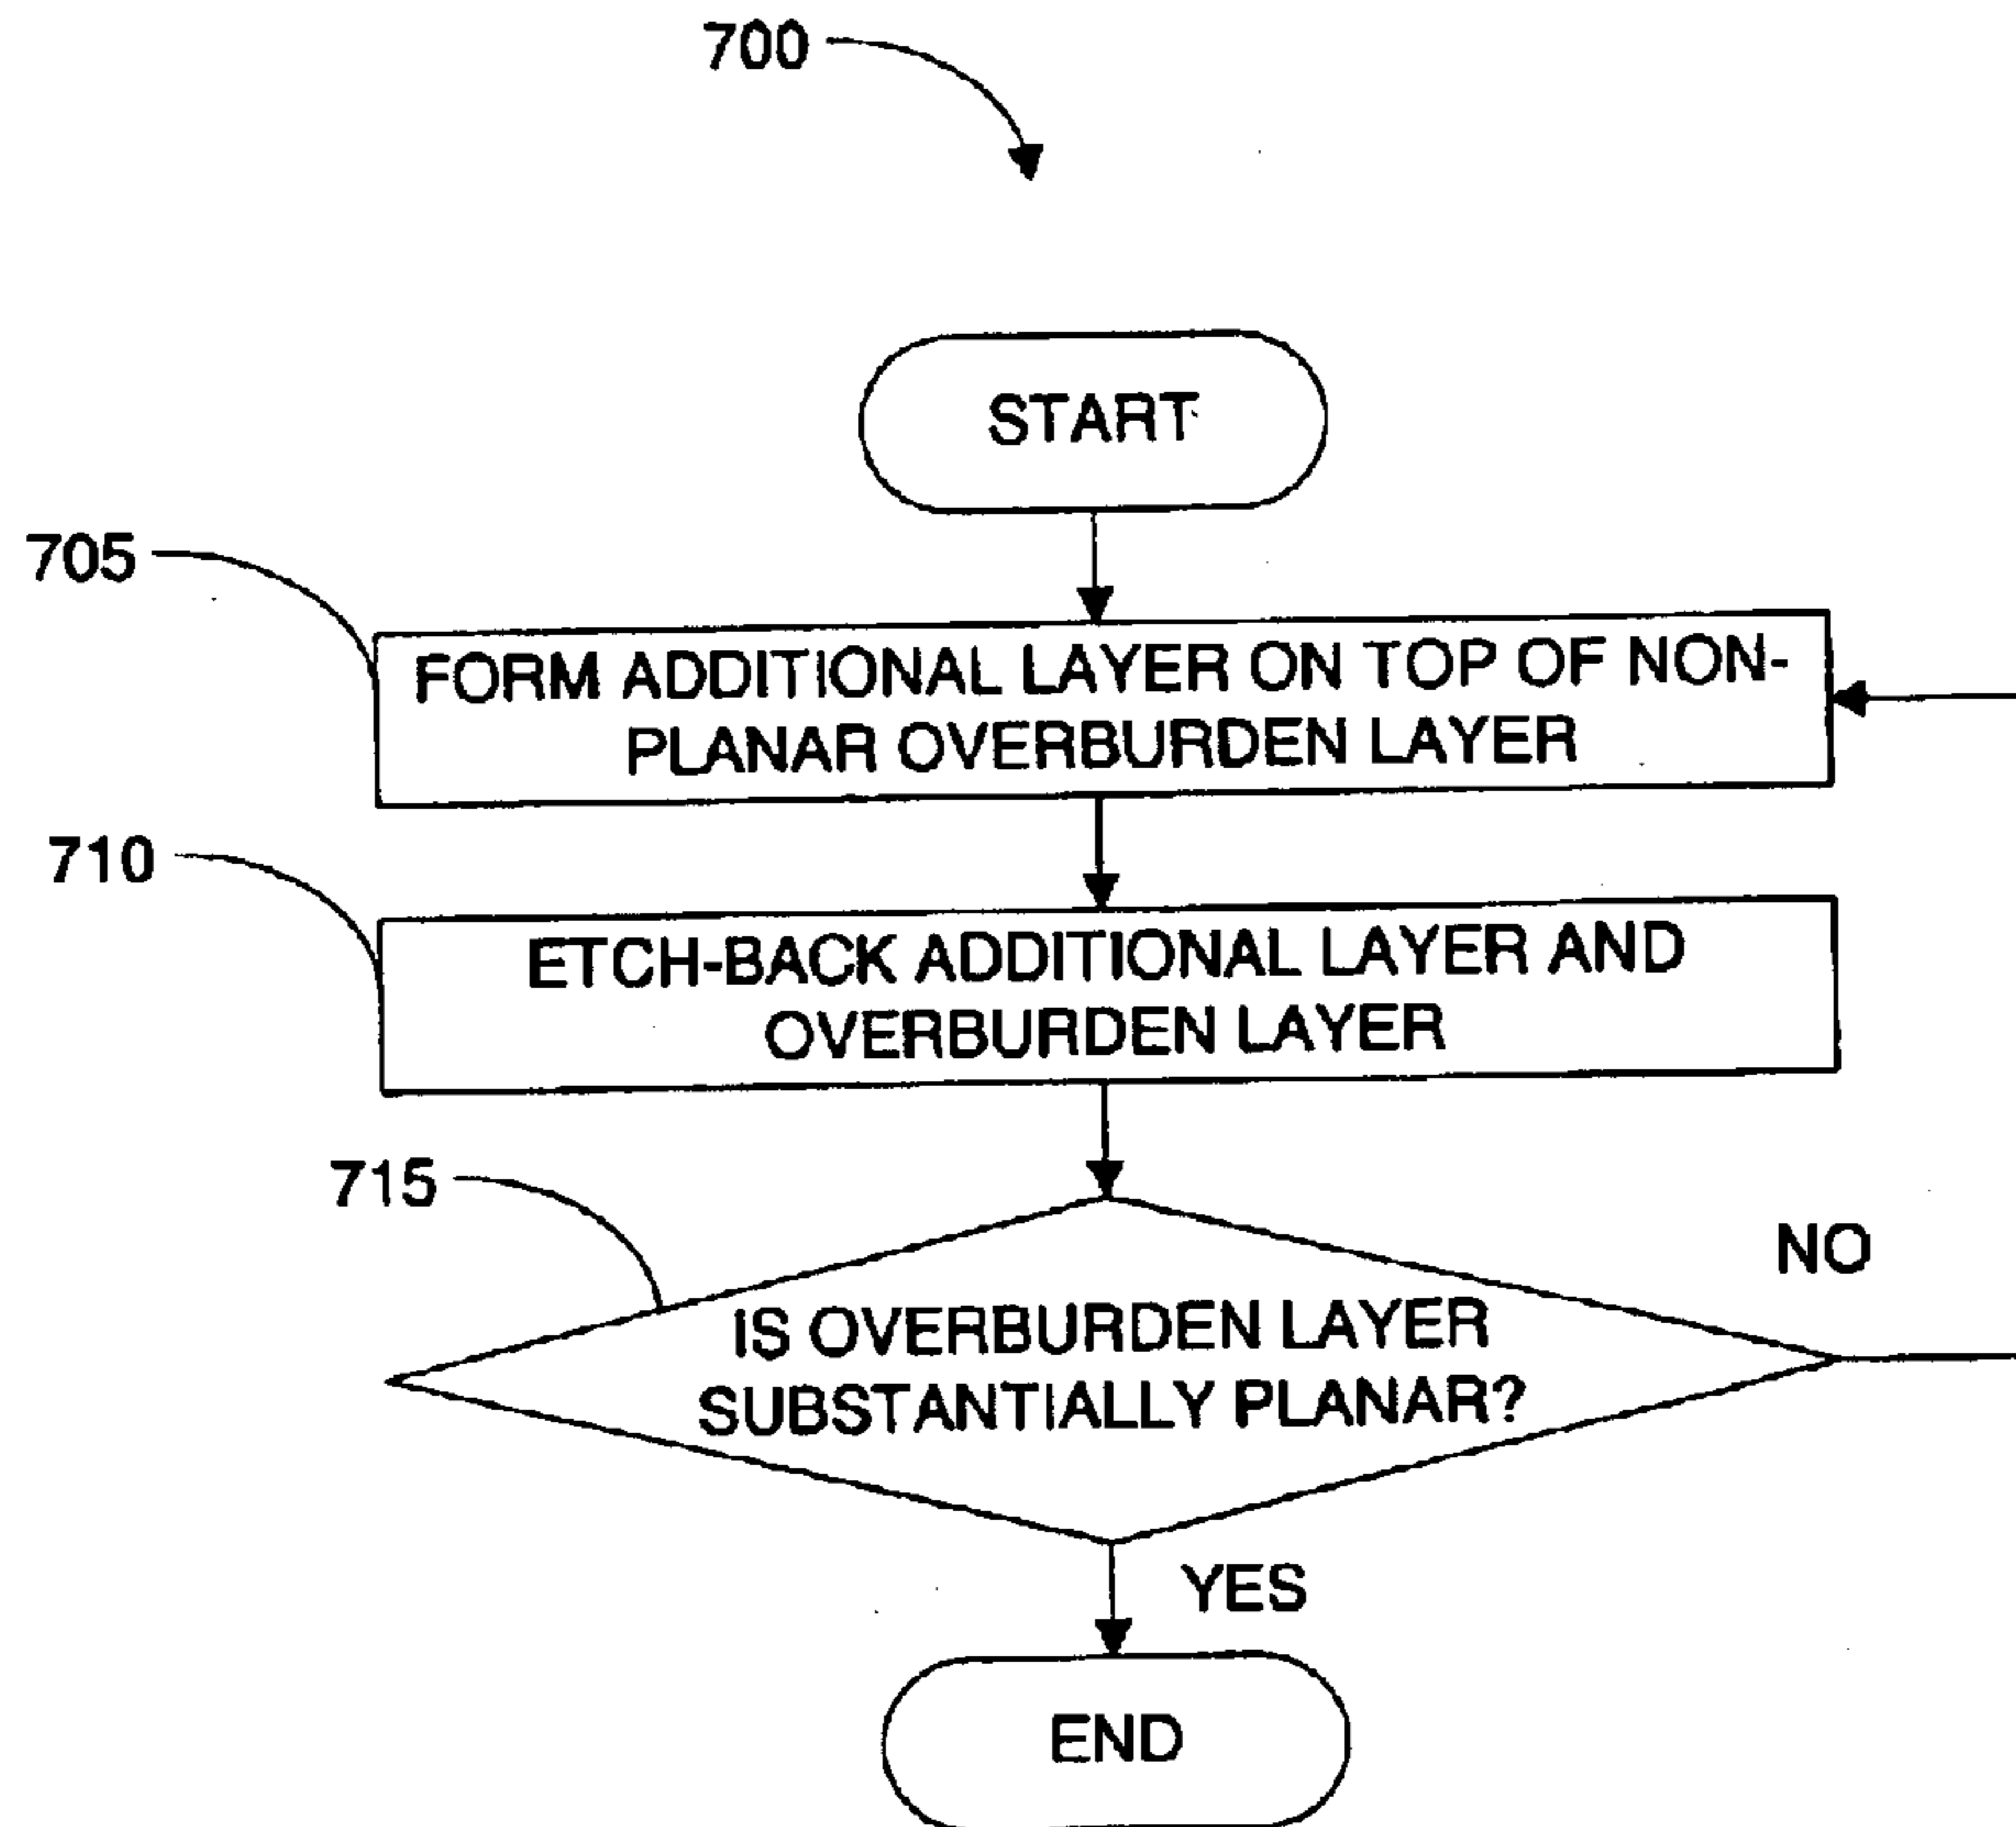 700
START
705
FORM ADDITIONAL LAYER ON TOP OF NON-
PLANAR OVERBURDEN LAYER
710
ETCH-BACK ADDITIONAL LAYER AND
OVERBURDEN LAYER
715
NO
IS OVERBURDEN LAYER
SUBSTANTIALLY PLANAR?
YES
END